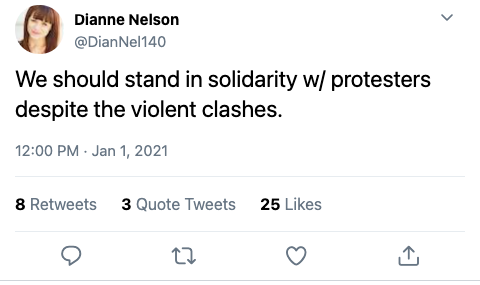 Dianne Nelson
@DianNel140
We should stand in solidarity w/ protesters
despite the violent clashes.
12:00 PM · Jan 1, 2021
8 Retweets 3 Quote Tweets 25 Likes